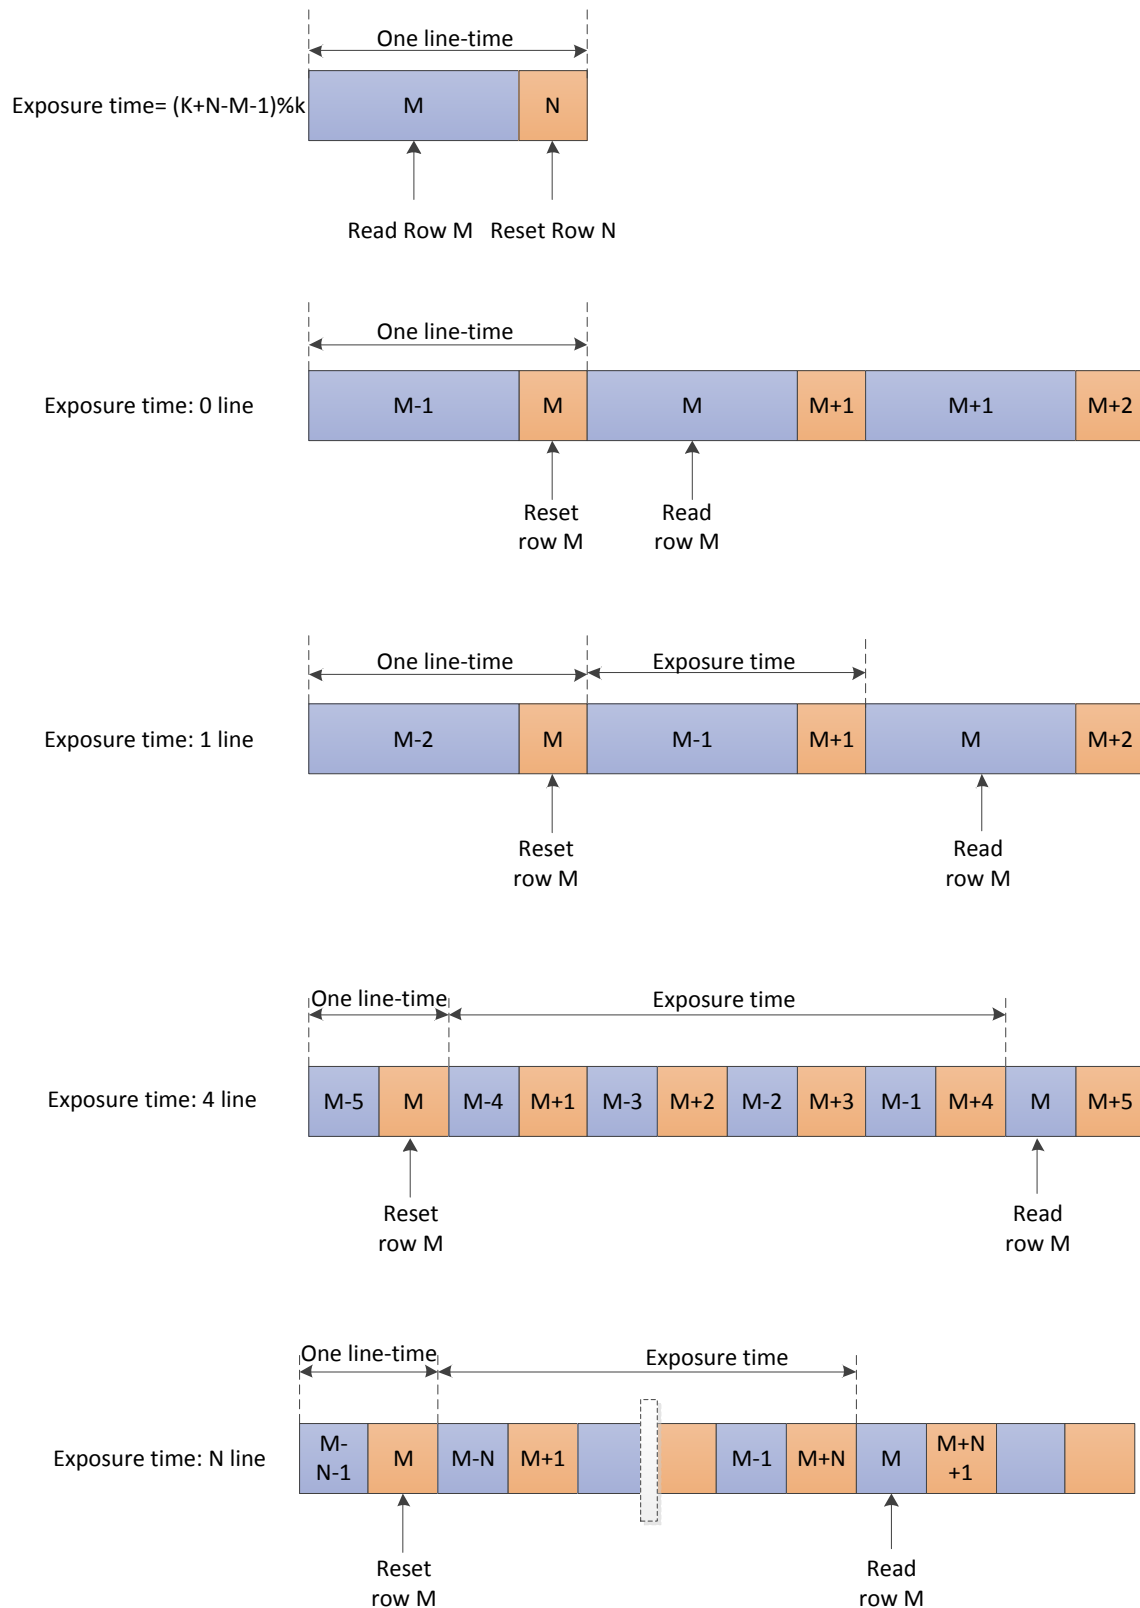 One line-time
Exposure time= (K+N-M-1)%k
M
N
Read Row M
Reset Row N
One line-time
Exposure time: 0 line
M-1
M
M
M+1
M+1
M+2
Reset
row M
Read
row M
One line-time
Exposure time
Exposure time: 1 line
M-2
M
M-1
M+1
M
M+2
Reset
row M
Read
row M
One line-time
Exposure time
Exposure time: 4 line
M-5
M
M-4
M+1
M-3
M+2
M-2
M+3
M-1
M+4
M
M+5
Reset
row M
Read
row M
One line-time
Exposure time
Exposure time: N line
M-
N-1
M
M-N
M+1
M-1
M+N
M
M+N
+1
Reset
row M
Read
row M